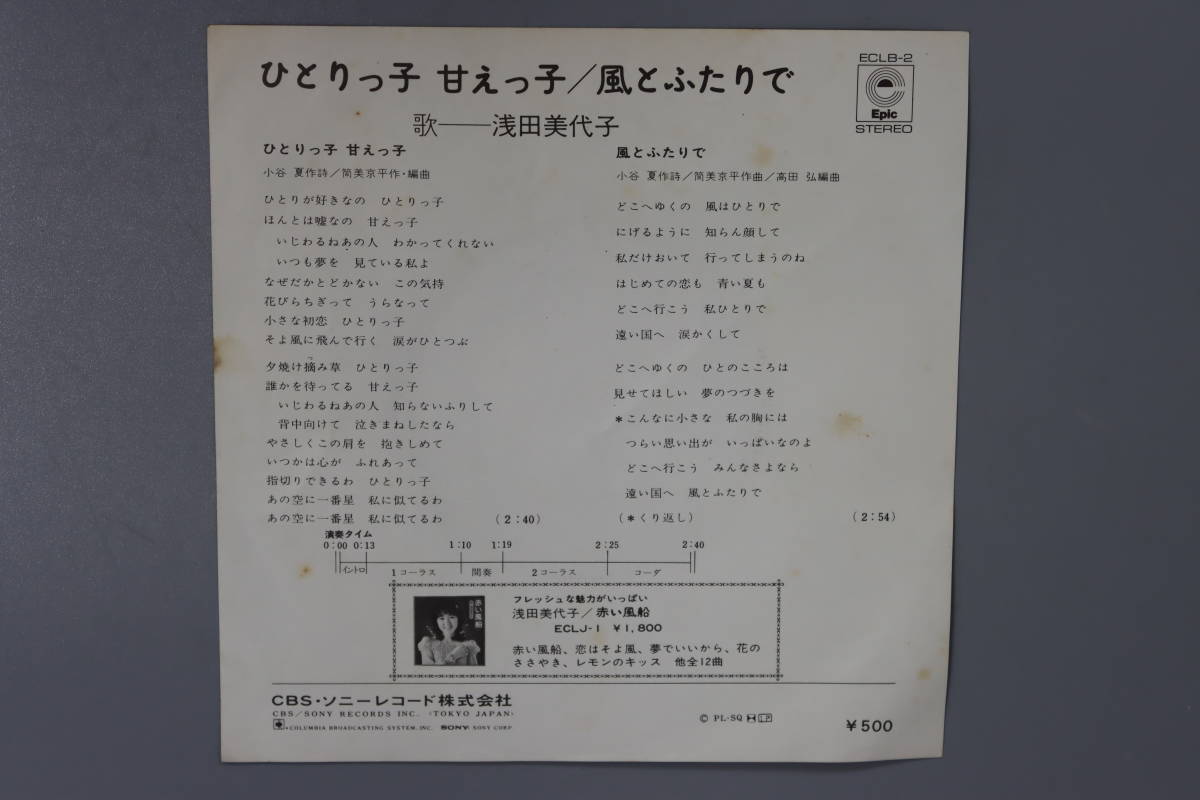 ひとりっ子 甘えっ子／風とふたりで
ECLB-2
Epic
STEREO
歌──浅田美代子
ひとりっ子 甘えっ子
小谷 夏作詩／筒美京平作・編曲
ひとりが好きなの ひとりっ子
ほんとは嘘なの 甘えっ子
いじわるねあの人 わかってくれない
いつも夢を 見ている私よ
なぜだかとどかない この気持
花びらちぎって うらなって
小さな初恋 ひとりっ子
そよ風に飛んで行く 涙がひとつぶ
夕焼け摘み草 ひとりっ子
っ
誰かを待ってる 甘えっ子
いじわるねあの人 知らないふりして
背中向けて 泣きまねしたなら
やさしくこの肩を 抱きしめて
いつかは心が ふれあって
指切りできるわ ひとりっ子
あの空に一番星 私に似てるわ
あの空に一番星 私に似てるわ (2:40)
風とふたりで
小谷 夏作詩／筒美京平作曲／高田 弘編曲
どこへゆくの 風はひとりで
にげるように 知らん顔して
私だけおいて 行ってしまうのね
はじめての恋も 青い夏も
どこへ行こう 私ひとりで
遠い国へ 涙かくして
どこへゆくの ひとのこころは
見せてほしい 夢のつづきを
＊こんなに小さな 私の胸には
つらい思い出が いっぱいなのよ
どこへ行こう みんなさよなら
遠い国へ 風とふたりで
(＊くり返し) (2:54)
演奏タイム
0:00 0:13 1:10 1:19 2:25 2:40
イントロ 1コーラス 間奏 2コーラス コーダ
赤い風船
フレッシュな魅力がいっぱい
浅田美代子／赤い風船
ECLJ-1 ￥1,800
赤い風船、恋はそよ風、夢でいいから、花の
ささやき、レモンのキッス 他全12曲
CBS・ソニーレコード株式会社
CBS/SONY RECORDS INC. 〈TOKYO JAPAN〉
COLUMBIA BROADCASTING SYSTEM, INC. SONY: SONY CORP.
Ⓒ PL-SQ LP
￥500